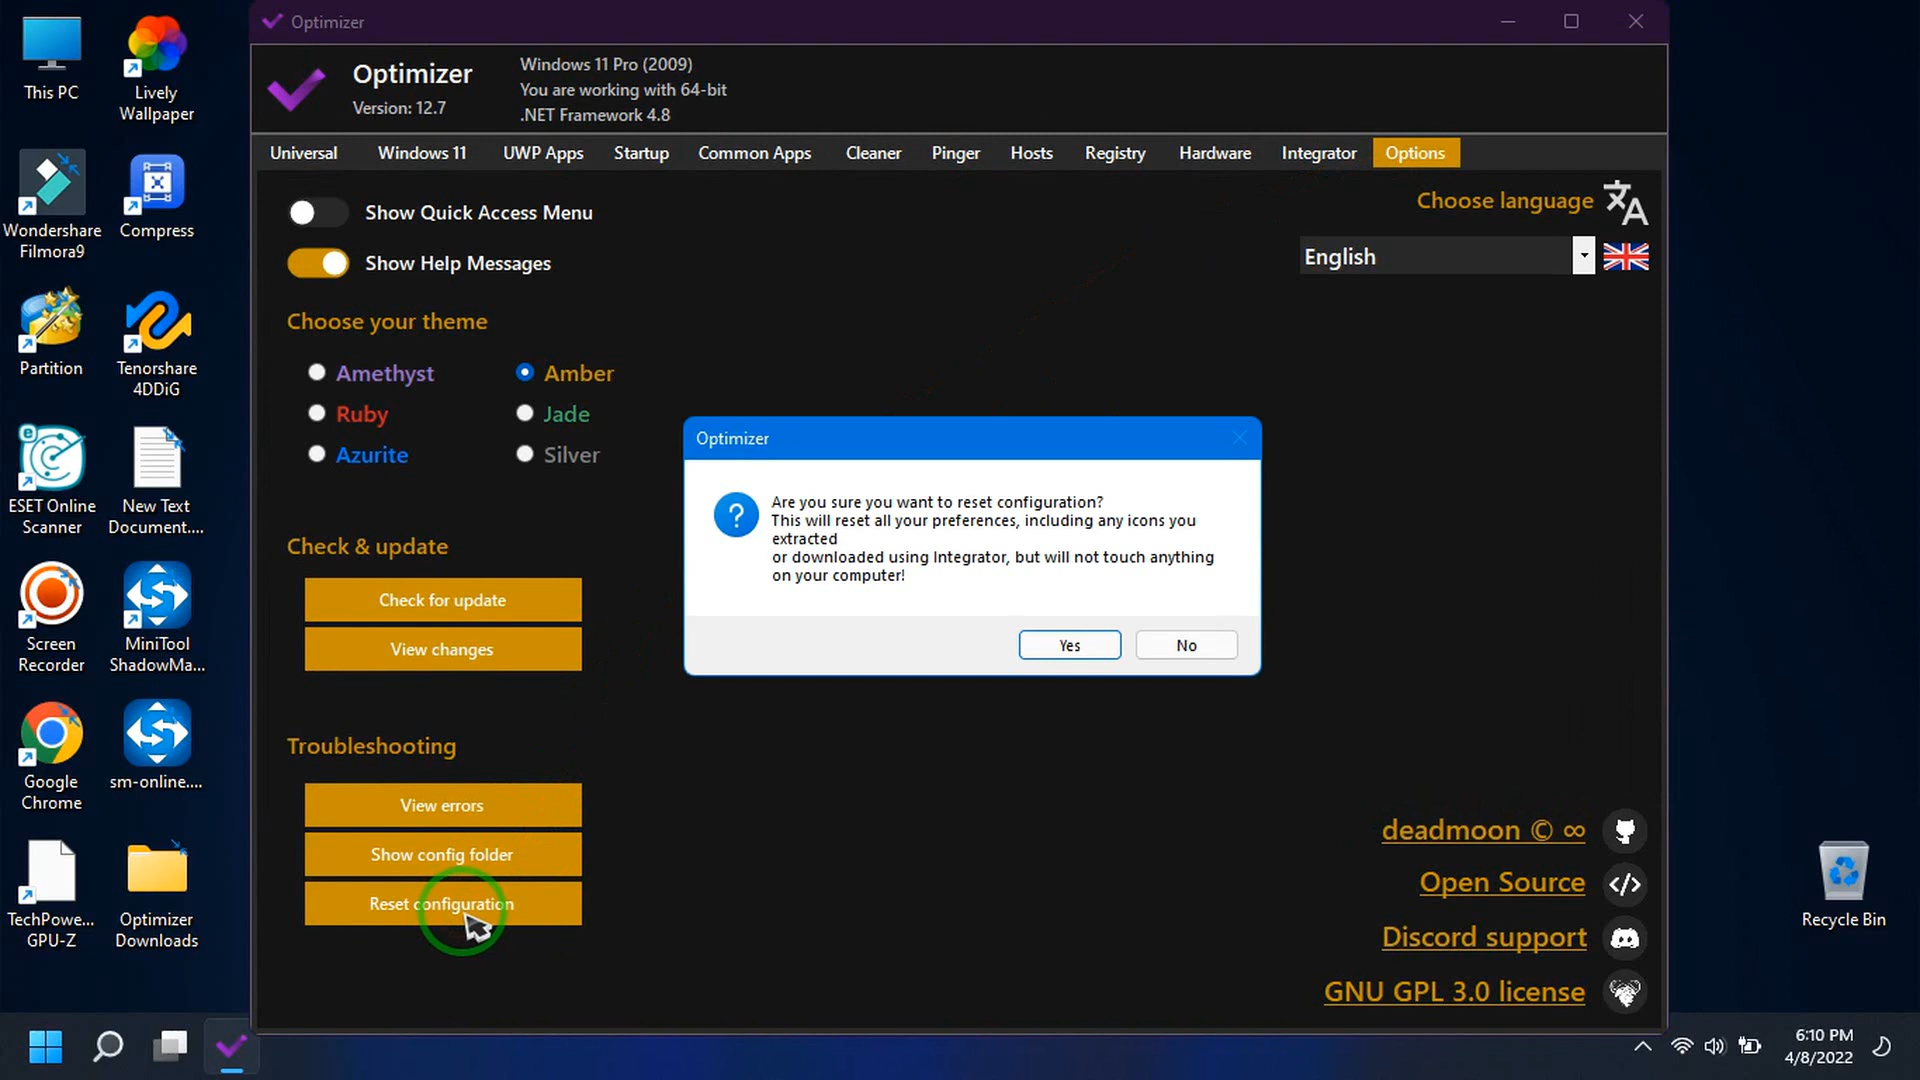 Optimizer
Optimizer
Version: 12.7
Windows 11 Pro (2009)
You are working with 64-bit
.NET Framework 4.8
Universal
Windows 11
UWP Apps
Startup
Common Apps
Cleaner
Pinger
Hosts
Registry
Hardware
Integrator
Options
Show Quick Access Menu
Show Help Messages
Choose language
English
Choose your theme
Amethyst
Amber
Ruby
Jade
Azurite
Silver
Optimizer
Are you sure you want to reset configuration?
This will reset all your preferences, including any icons you
extracted
or downloaded using Integrator, but will not touch anything
on your computer!
Yes
No
Check & update
Check for update
View changes
Troubleshooting
View errors
Show config folder
Reset configuration
deadmoon © ∞
Open Source
Discord support
GNU GPL 3.0 license
This PC
Lively
Wallpaper
Wondershare
Filmora9
Compress
Partition
Tenorshare
4DDiG
ESET Online
Scanner
New Text
Document....
Screen
Recorder
MiniTool
ShadowMa...
Google
Chrome
sm-online....
TechPowe...
GPU-Z
Optimizer
Downloads
Recycle Bin
6:10 PM
4/8/2022